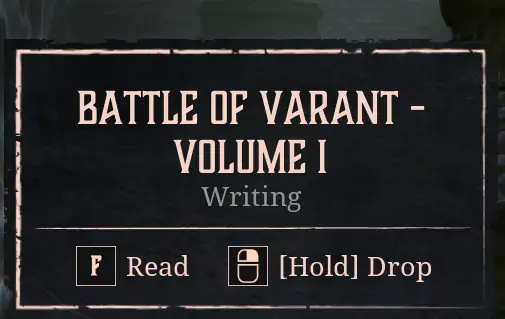 BATTLE OF VARANT -
VOLUME I
Writing
F Read [Hold] Drop